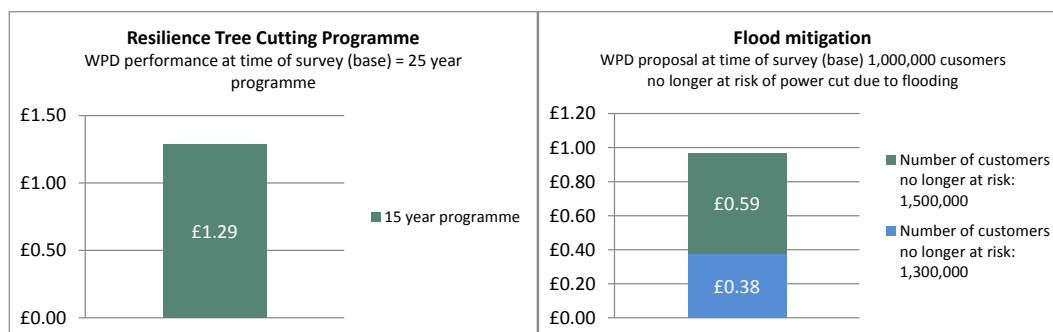 Resilience Tree Cutting Programme
WPD performance at time of survey (base) = 25 year
programme
£1.50
£1.00
£0.50
£0.00
£1.29
15 year programme
Flood mitigation
WPD proposal at time of survey (base) 1,000,000 cusomers
no longer at risk of power cut due to flooding
£1.20
£1.00
£0.80
£0.60
£0.40
£0.20
£0.00
£0.59
£0.38
Number of customers
no longer at risk:
1,500,000
Number of customers
no longer at risk:
1,300,000